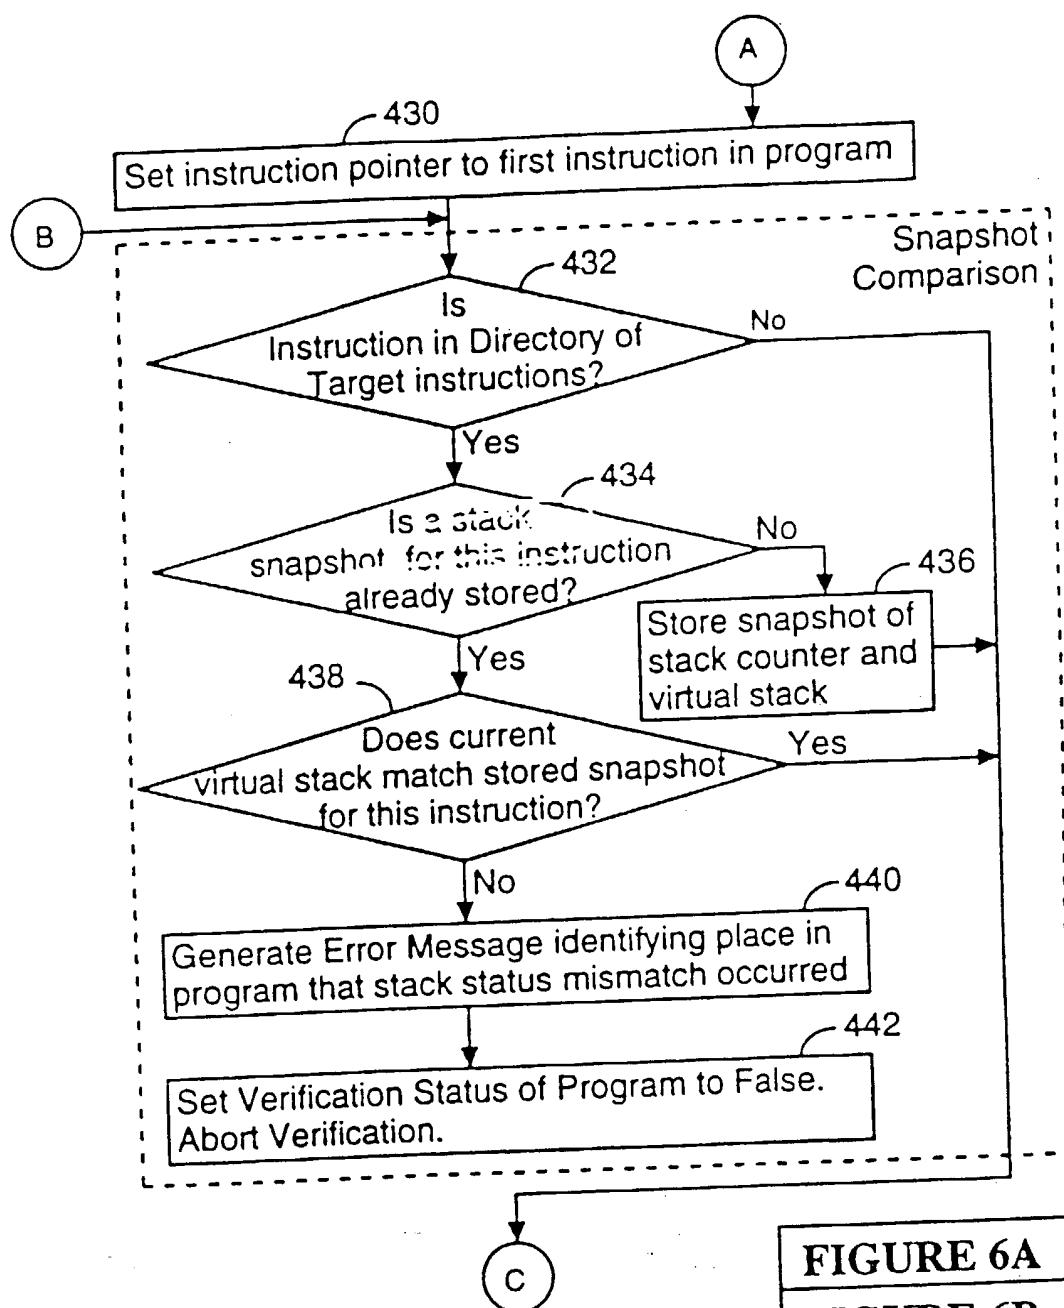 A
430
Set instruction pointer to first instruction in program
B
Snapshot
Comparison
432
Is
Instruction in Directory of
Target instructions?
No
Yes
434
Is a stack
snapshot for this instruction
already stored?
No
436
Store snapshot of
stack counter and
virtual stack
Yes
438
Does current
virtual stack match stored snapshot
for this instruction?
Yes
No
440
Generate Error Message identifying place in
program that stack status mismatch occurred
442
Set Verification Status of Program to False.
Abort Verification.
C
FIGURE 6A
FIGURE 6B